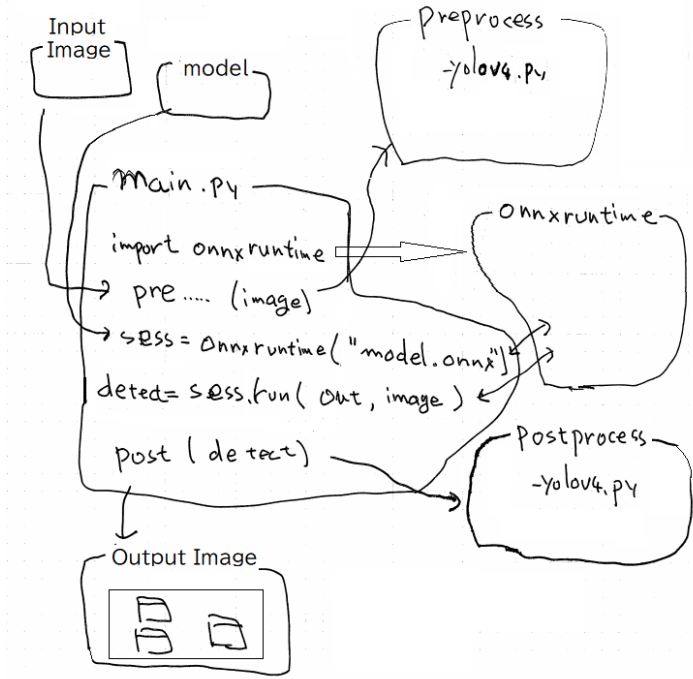 Input
Image
model
Preprocess
-yolov4.py
Main.py
import onnxruntime
pre..... (image)
sess = Onnxruntime("model.onnx")
deted= sess.run( out, image )
post ( detect)
Onnxruntime
Postprocess
-yolov4.py
Output Image